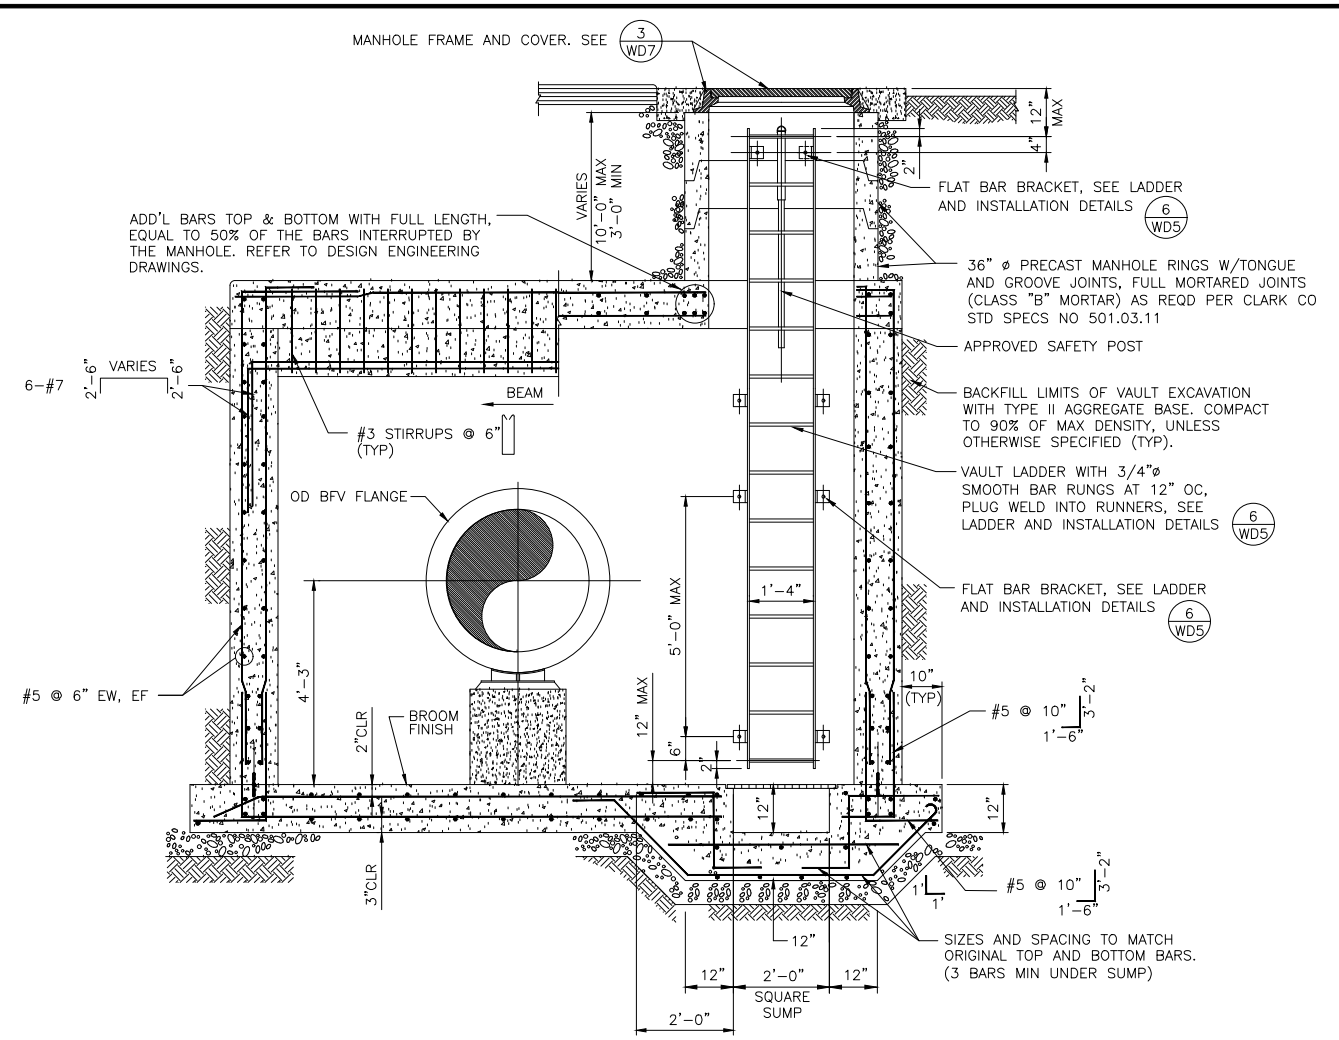 MANHOLE FRAME AND COVER. SEE
3
WD7
12"
MAX
4"
2"
VARIES
10'-0" MAX
3'-0" MIN
FLAT BAR BRACKET, SEE LADDER
AND INSTALLATION DETAILS
6
WD5
ADD'L BARS TOP & BOTTOM WITH FULL LENGTH,
EQUAL TO 50% OF THE BARS INTERRUPTED BY
THE MANHOLE. REFER TO DESIGN ENGINEERING
DRAWINGS.
36" ø PRECAST MANHOLE RINGS W/TONGUE
AND GROOVE JOINTS, FULL MORTARED JOINTS
(CLASS "B" MORTAR) AS REQD PER CLARK CO
STD SPECS NO 501.03.11
APPROVED SAFETY POST
6-#7
2'-6"
VARIES
2'-6"
BEAM
#3 STIRRUPS @ 6"
(TYP)
BACKFILL LIMITS OF VAULT EXCAVATION
WITH TYPE II AGGREGATE BASE. COMPACT
TO 90% OF MAX DENSITY, UNLESS
OTHERWISE SPECIFIED (TYP).
OD BFV FLANGE
VAULT LADDER WITH 3/4"ø
SMOOTH BAR RUNGS AT 12" OC,
PLUG WELD INTO RUNNERS, SEE
LADDER AND INSTALLATION DETAILS
6
WD5
1'-4"
5'-0" MAX
FLAT BAR BRACKET, SEE LADDER
AND INSTALLATION DETAILS
6
WD5
4'-3"
#5 @ 6" EW, EF
12" MAX
10"
(TYP)
#5 @ 10"
3'-2"
1'-6"
BROOM
FINISH
2"CLR
6"
2"
12"
12"
3"CLR
1'
1'
#5 @ 10"
3'-2"
1'-6"
12"
SIZES AND SPACING TO MATCH
ORIGINAL TOP AND BOTTOM BARS.
(3 BARS MIN UNDER SUMP)
12"
2'-0"
12"
SQUARE
SUMP
2'-0"